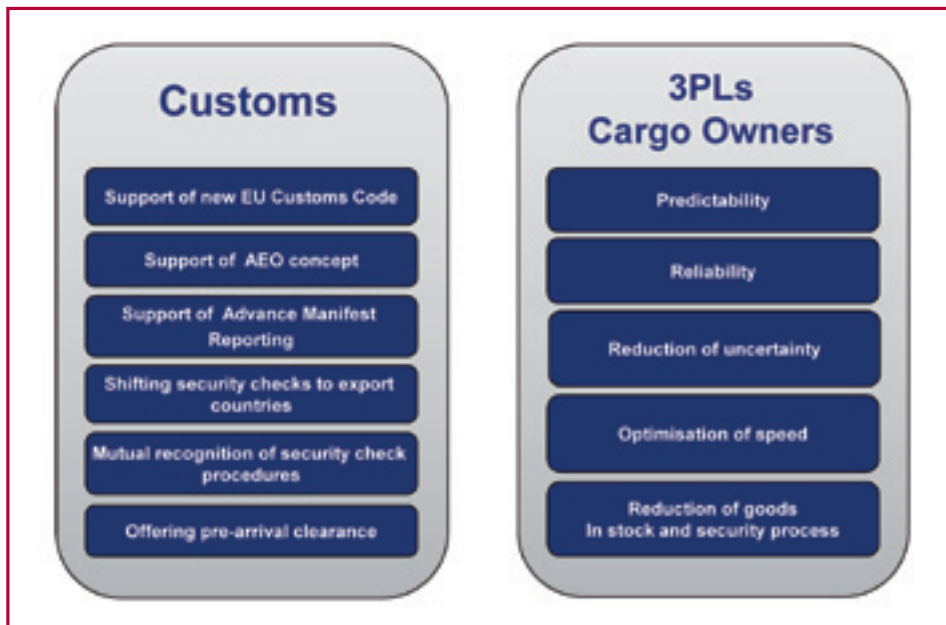 Customs
Support of new EU Customs Code
Support of AEO concept
Support of Advance Manifest
Reporting
Shifting security checks to export
countries
Mutual recognition of security check
procedures
Offering pre-arrival clearance
3PLs
Cargo Owners
Predictability
Reliability
Reduction of uncertainty
Optimisation of speed
Reduction of goods
In stock and security process